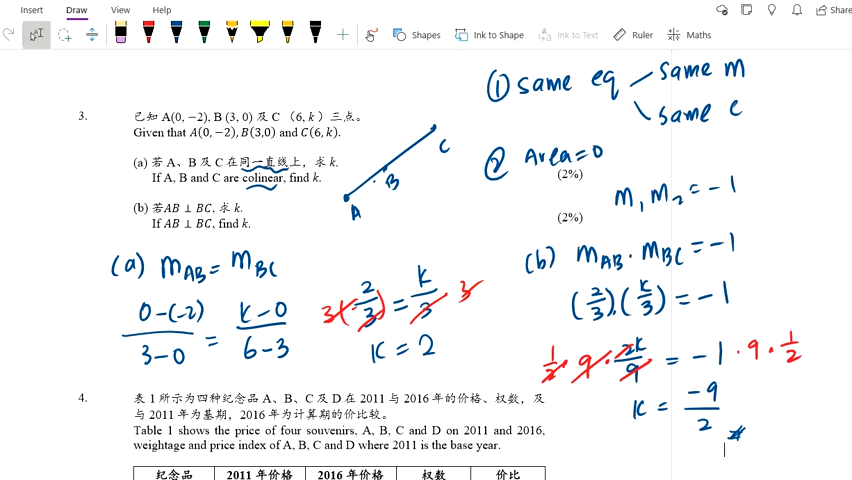 Insert Draw View Help
Share
Shapes Ink to Shape Ink to Text Ruler Maths
① same eq same m
same c
3. 已知 A(0, −2), B (3, 0) 及 C （6, k ）三点。
Given that A(0, −2), B(3,0) and C(6, k).
(a) 若 A、B 及 C 在同一直线上，求 k.
If A, B and C are colinear, find k.
(2%)
(b) 若AB ⊥ BC, 求 k.
If AB ⊥ BC, find k.
(2%)
A B C
② Area=0
m₁ m₂ = −1
(a) m_AB = m_BC
0−(−2)/3−0 = k−0/6−3
3·(2/3) = k/3 · 3
k = 2
(b) m_AB · m_BC = −1
(2/3)·(k/3) = −1
1/2 · 9 · 2k/9 = −1 · 9 · 1/2
k = −9/2
4. 表 1 所示为四种纪念品 A、B、C 及 D 在 2011 与 2016 年的价格、权数，及
与 2011 年为基期，2016 年为计算期的价比较。
Table 1 shows the price of four souvenirs, A, B, C and D on 2011 and 2016,
weightage and price index of A, B, C and D where 2011 is the base year.
纪念品 2011 年价格 2016 年价格 权数 价比